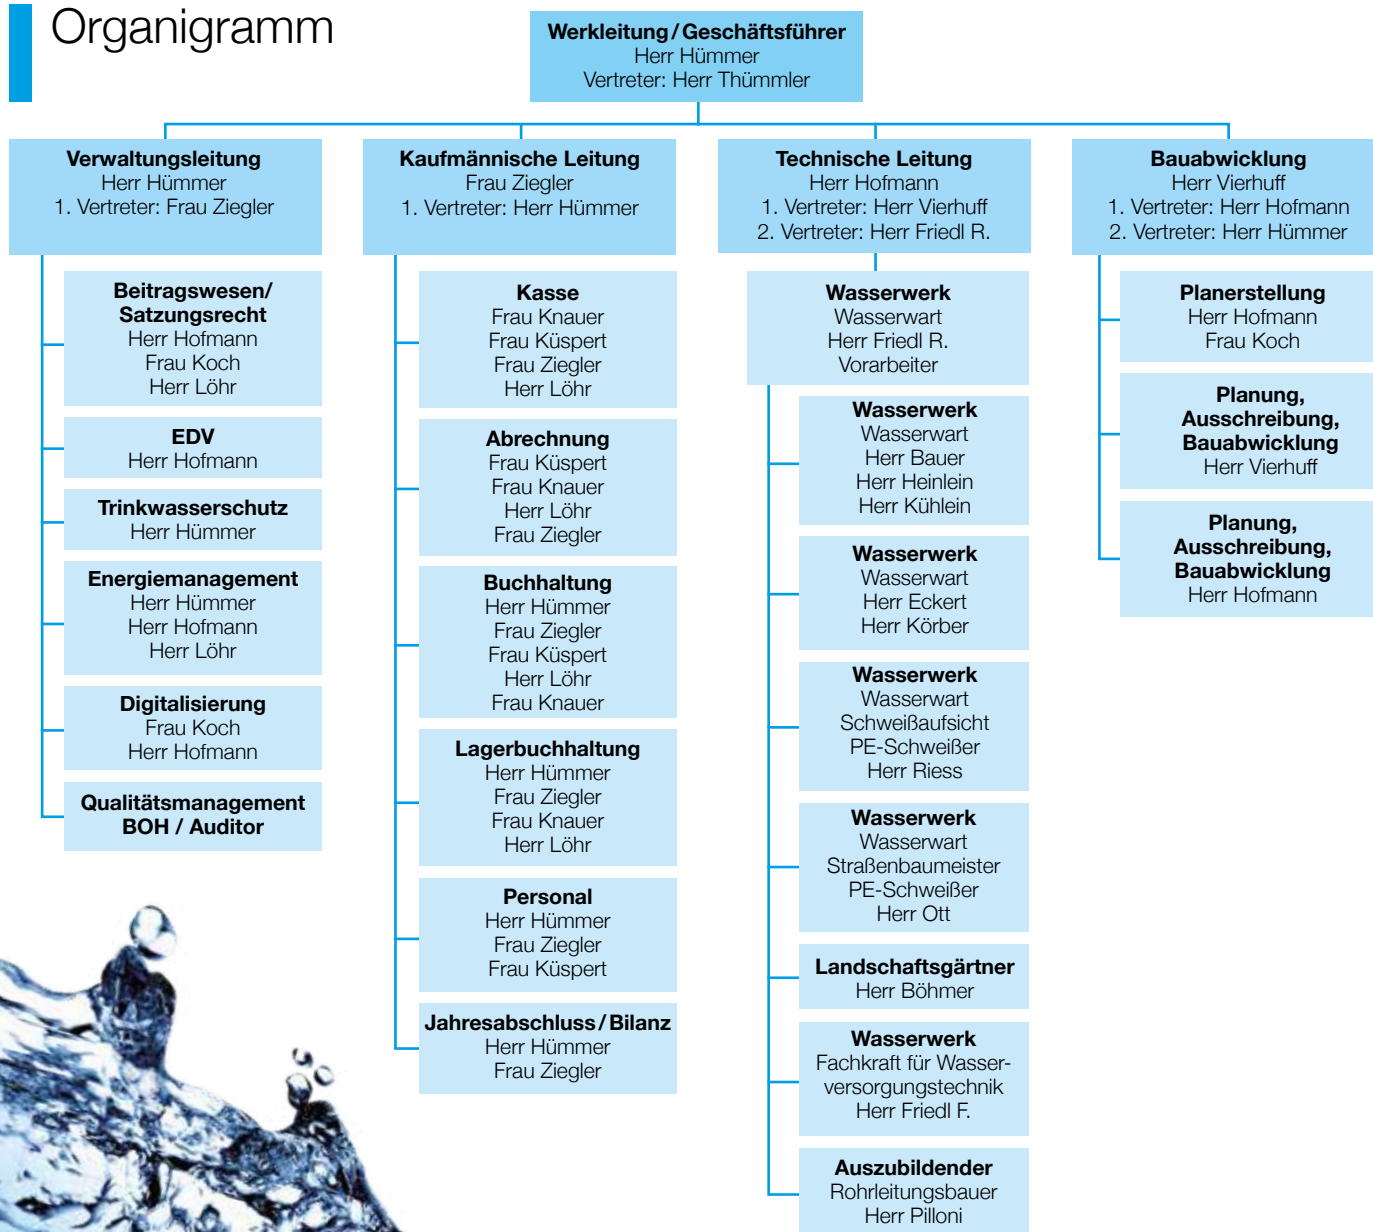 Organigramm
Werkleitung / Geschäftsführer
Herr Hümmer
Vertreter: Herr Thümmler
Verwaltungsleitung
Herr Hümmer
1. Vertreter: Frau Ziegler
Beitragswesen/
Satzungsrecht
Herr Hofmann
Frau Koch
Herr Löhr
EDV
Herr Hofmann
Trinkwasserschutz
Herr Hümmer
Energiemanagement
Herr Hümmer
Herr Hofmann
Herr Löhr
Digitalisierung
Frau Koch
Herr Hofmann
Qualitätsmanagement
BOH / Auditor
Kaufmännische Leitung
Frau Ziegler
1. Vertreter: Herr Hümmer
Kasse
Frau Knauer
Frau Küspert
Frau Ziegler
Herr Löhr
Abrechnung
Frau Küspert
Frau Knauer
Herr Löhr
Frau Ziegler
Buchhaltung
Herr Hümmer
Frau Ziegler
Frau Küspert
Herr Löhr
Frau Knauer
Lagerbuchhaltung
Herr Hümmer
Frau Ziegler
Frau Knauer
Herr Löhr
Personal
Herr Hümmer
Frau Ziegler
Frau Küspert
Jahresabschluss / Bilanz
Herr Hümmer
Frau Ziegler
Technische Leitung
Herr Hofmann
1. Vertreter: Herr Vierhuff
2. Vertreter: Herr Friedl R.
Wasserwerk
Wasserwart
Herr Friedl R.
Vorarbeiter
Wasserwerk
Wasserwart
Herr Bauer
Herr Heinlein
Herr Kühlein
Wasserwerk
Wasserwart
Herr Eckert
Herr Körber
Wasserwerk
Wasserwart
Schweißaufsicht
PE-Schweißer
Herr Riess
Wasserwerk
Wasserwart
Straßenbaumeister
PE-Schweißer
Herr Ott
Landschaftsgärtner
Herr Böhmer
Wasserwerk
Fachkraft für Wasser-
versorgungstechnik
Herr Friedl F.
Auszubildender
Rohrleitungsbauer
Herr Pilloni
Bauabwicklung
Herr Vierhuff
1. Vertreter: Herr Hofmann
2. Vertreter: Herr Hümmer
Planerstellung
Herr Hofmann
Frau Koch
Planung,
Ausschreibung,
Bauabwicklung
Herr Vierhuff
Planung,
Ausschreibung,
Bauabwicklung
Herr Hofmann